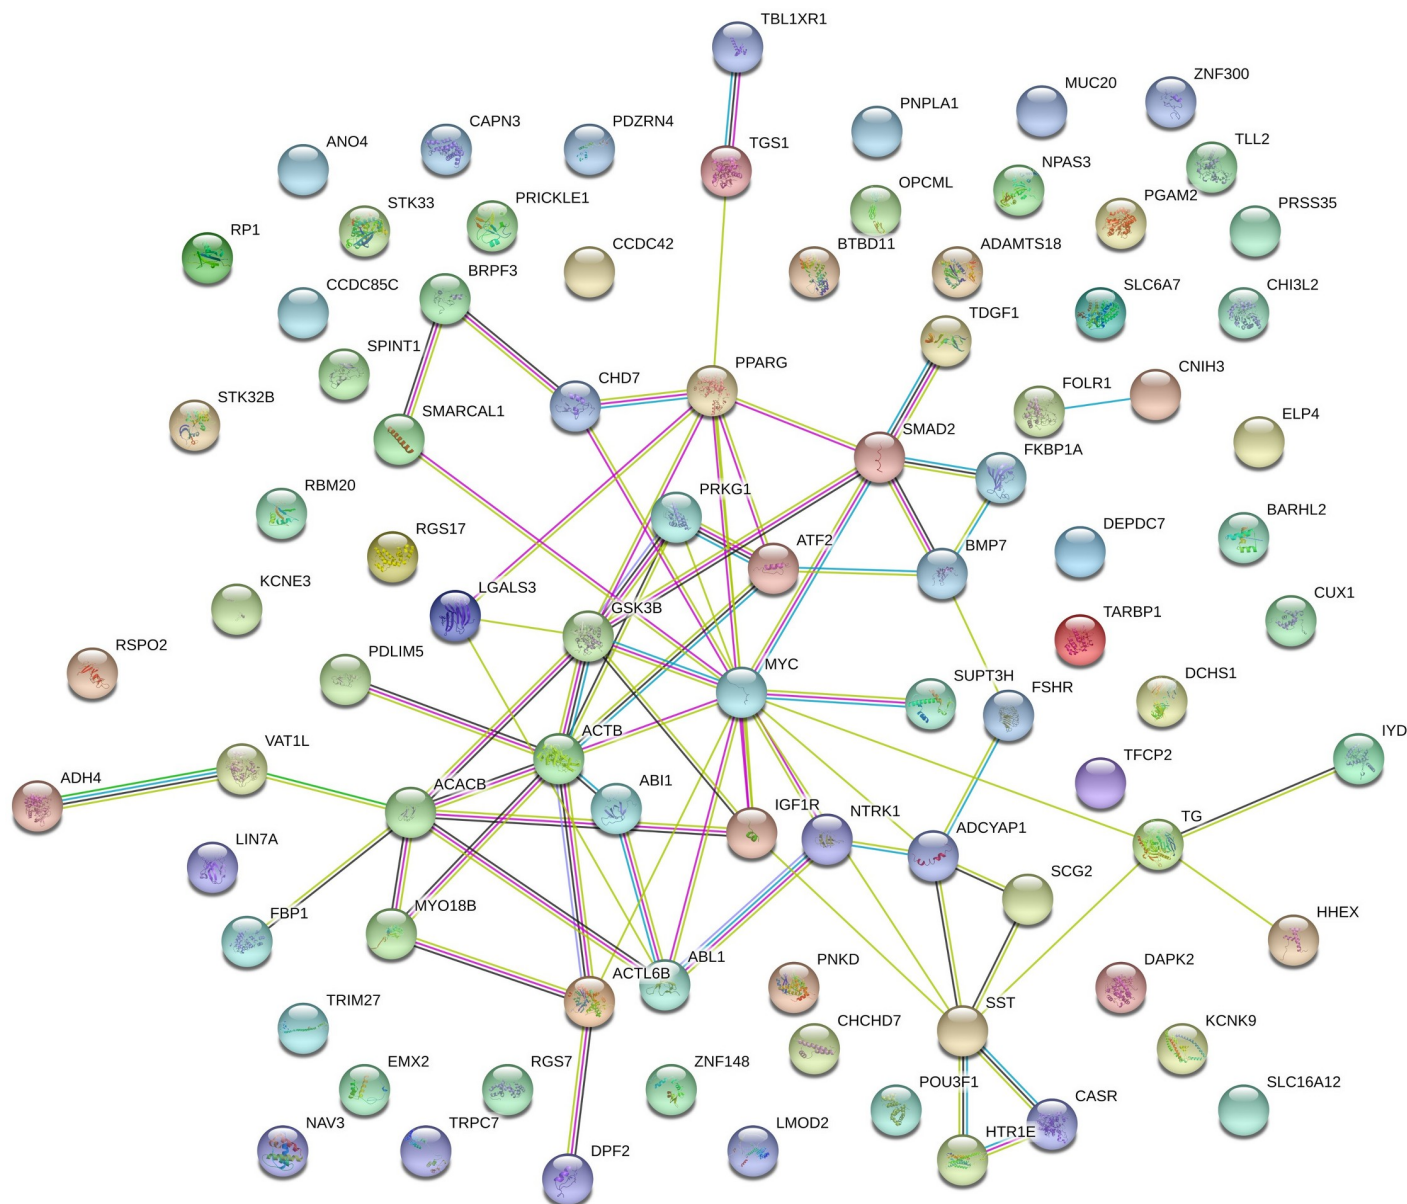 TBL1XR1
ZNF300
MUC20
PNPLA1
CAPN3
PDZRN4
ANO4
TGS1
TLL2
NPAS3
OPCML
PGAM2
PRSS35
STK33
PRICKLE1
RP1
CCDC42
BTBD11
ADAMTS18
BRPF3
CCDC85C
SLC6A7
CHI3L2
TDGF1
SPINT1
PPARG
CHD7
CNIH3
FOLR1
STK32B
SMARCAL1
SMAD2
ELP4
FKBP1A
RBM20
PRKG1
RGS17
ATF2
BMP7
DEPDC7
BARHL2
KCNE3
LGALS3
GSK3B
CUX1
TARBP1
RSPO2
PDLIM5
MYC
SUPT3H
FSHR
DCHS1
VAT1L
ACTB
TFCP2
IYD
ADH4
ACACB
ABI1
IGF1R
NTRK1
ADCYAP1
TG
LIN7A
SCG2
FBP1
MYO18B
HHEX
ACTL6B
ABL1
PNKD
DAPK2
TRIM27
SST
CHCHD7
KCNK9
EMX2
RGS7
ZNF148
POU3F1
SLC16A12
CASR
NAV3
TRPC7
LMOD2
HTR1E
DPF2